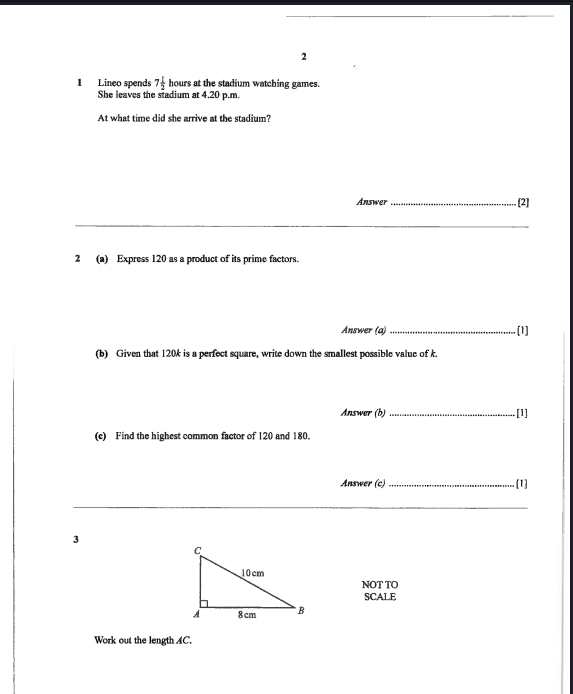 2
1 Lineo spends 7½ hours at the stadium watching games.
She leaves the stadium at 4.20 p.m.
At what time did she arrive at the stadium?
Answer .................................................... [2]
2 (a) Express 120 as a product of its prime factors.
Answer (a) .................................................... [1]
(b) Given that 120k is a perfect square, write down the smallest possible value of k.
Answer (b) .................................................... [1]
(c) Find the highest common factor of 120 and 180.
Answer (c) .................................................... [1]
3
C
10 cm
NOT TO
SCALE
A
8 cm
B
Work out the length AC.